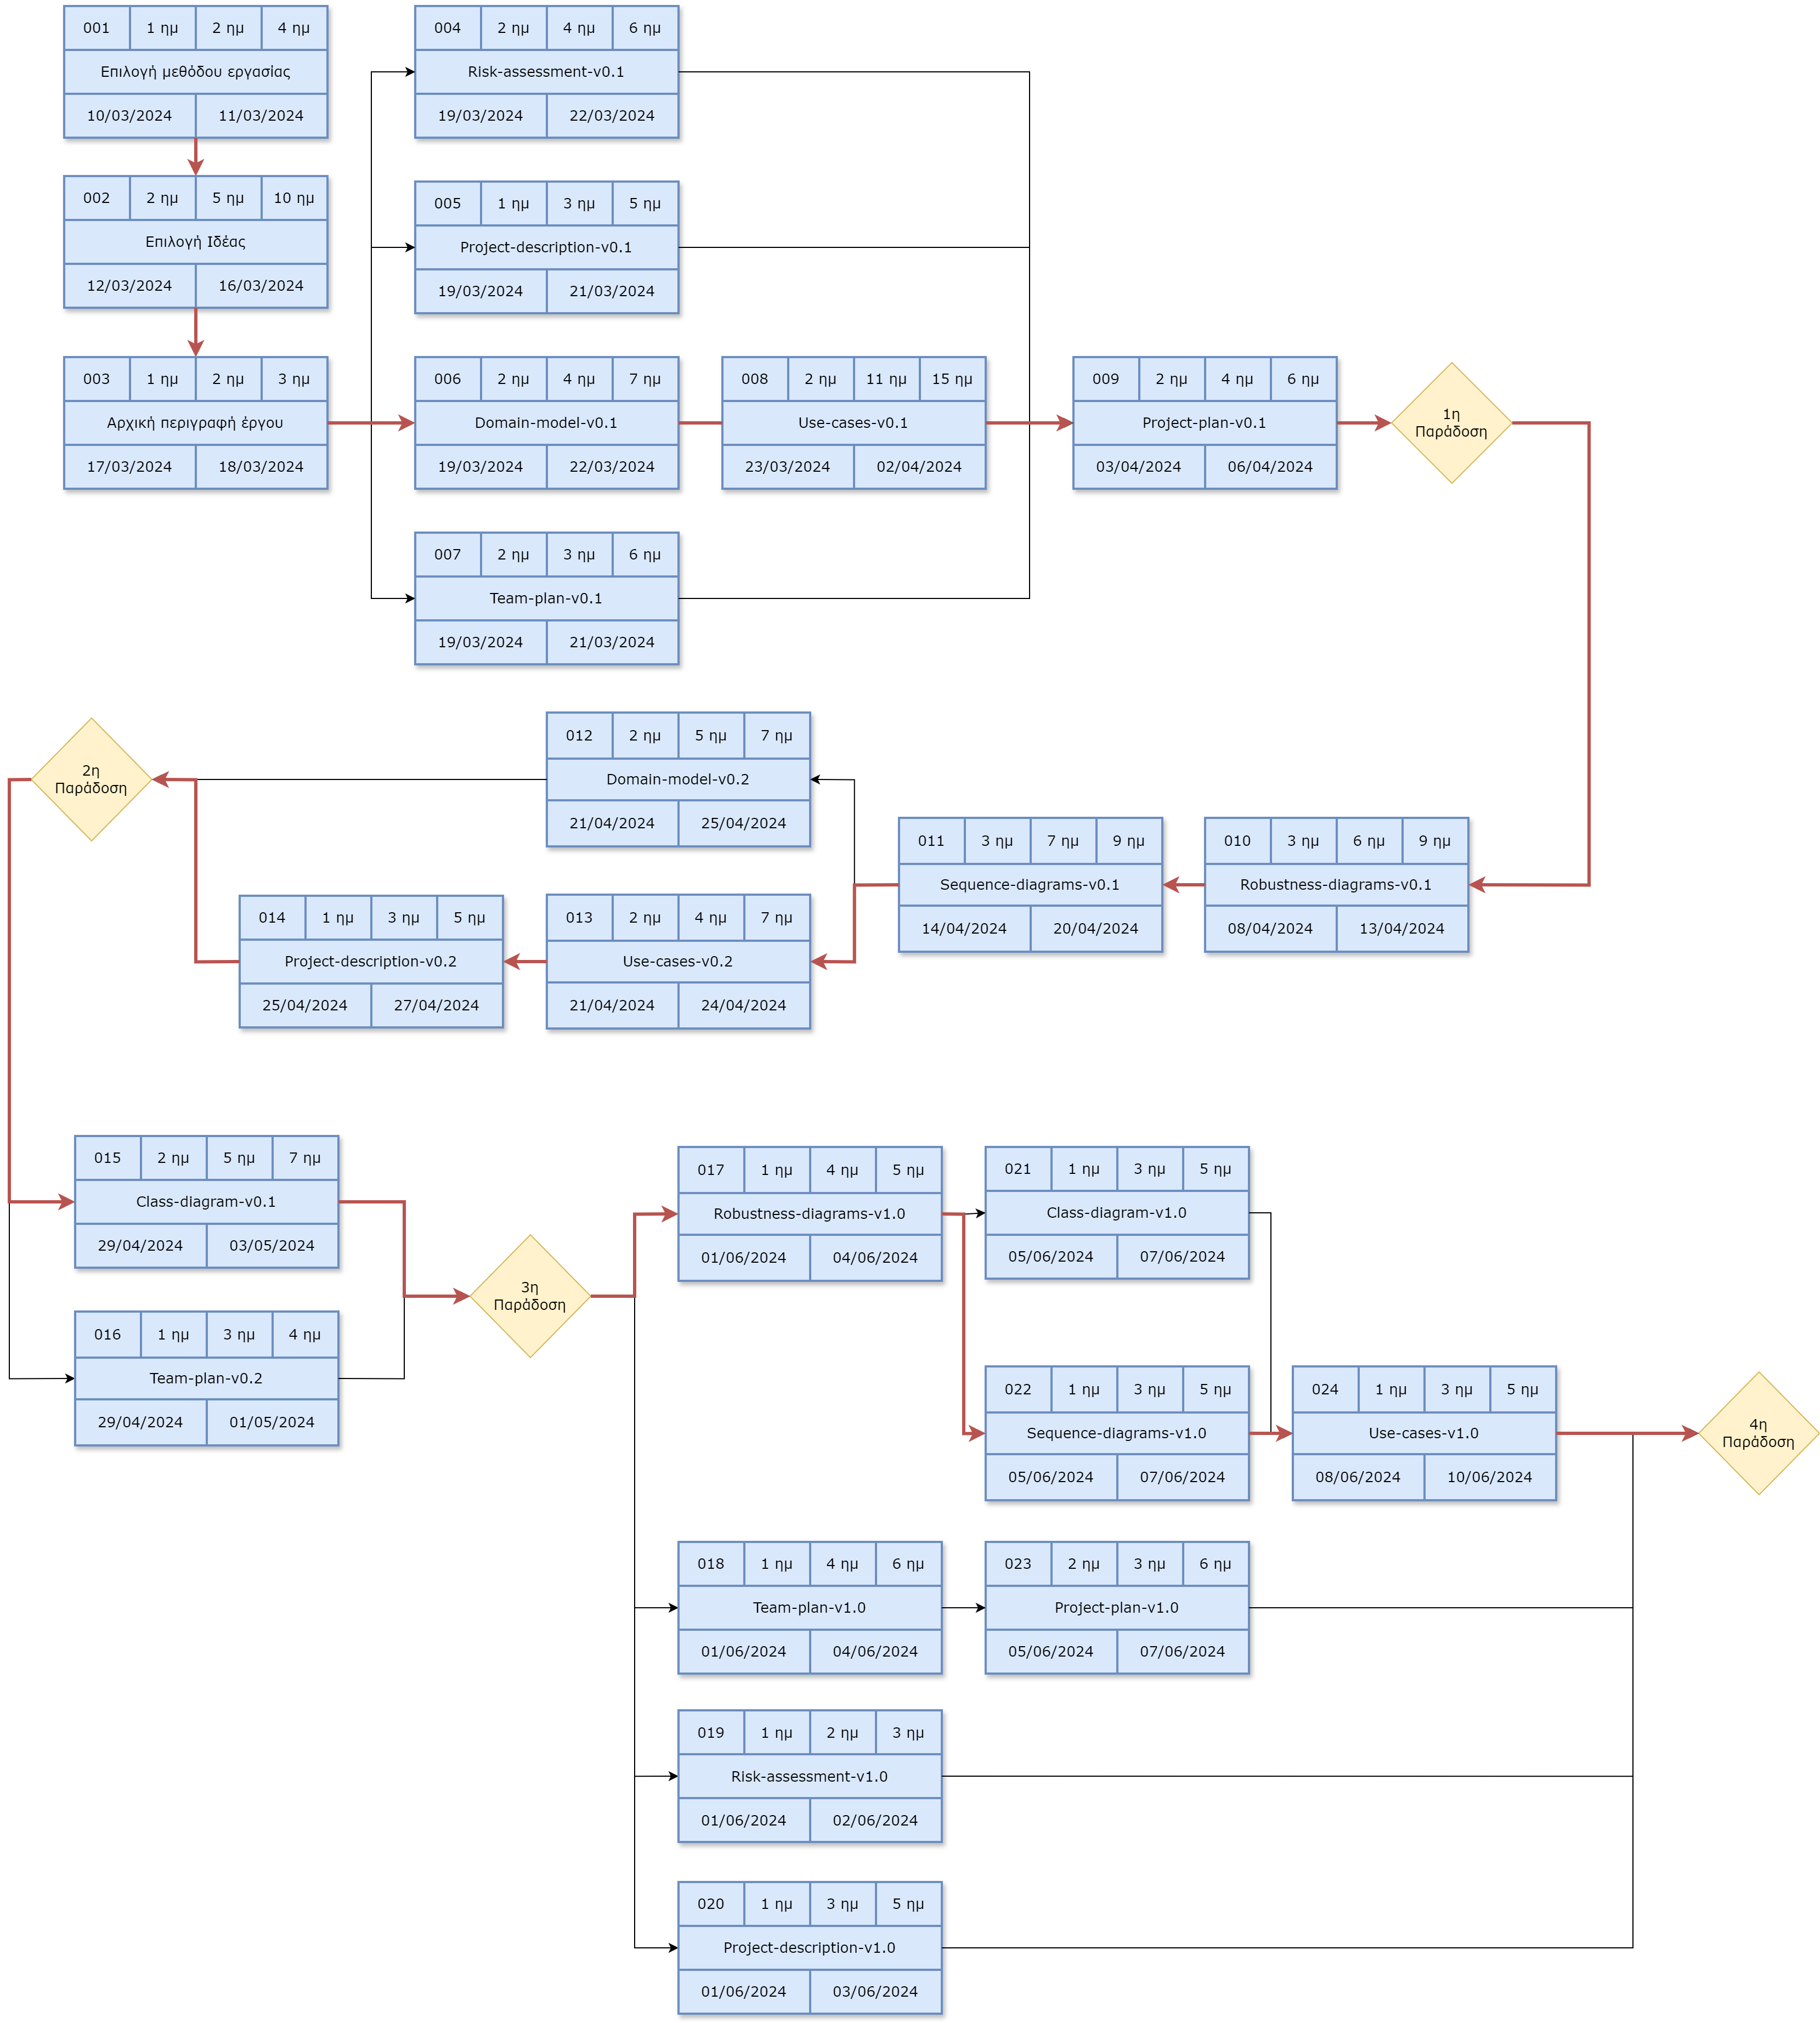 001 1 ημ 2 ημ 4 ημ
Επιλογή μεθόδου εργασίας
10/03/2024 11/03/2024
002 2 ημ 5 ημ 10 ημ
Επιλογή Ιδέας
12/03/2024 16/03/2024
003 1 ημ 2 ημ 3 ημ
Αρχική περιγραφή έργου
17/03/2024 18/03/2024
004 2 ημ 4 ημ 6 ημ
Risk-assessment-v0.1
19/03/2024 22/03/2024
005 1 ημ 3 ημ 5 ημ
Project-description-v0.1
19/03/2024 21/03/2024
006 2 ημ 4 ημ 7 ημ
Domain-model-v0.1
19/03/2024 22/03/2024
007 2 ημ 3 ημ 6 ημ
Team-plan-v0.1
19/03/2024 21/03/2024
008 2 ημ 11 ημ 15 ημ
Use-cases-v0.1
23/03/2024 02/04/2024
009 2 ημ 4 ημ 6 ημ
Project-plan-v0.1
03/04/2024 06/04/2024
1η
Παράδοση
010 3 ημ 6 ημ 9 ημ
Robustness-diagrams-v0.1
08/04/2024 13/04/2024
011 3 ημ 7 ημ 9 ημ
Sequence-diagrams-v0.1
14/04/2024 20/04/2024
012 2 ημ 5 ημ 7 ημ
Domain-model-v0.2
21/04/2024 25/04/2024
013 2 ημ 4 ημ 7 ημ
Use-cases-v0.2
21/04/2024 24/04/2024
014 1 ημ 3 ημ 5 ημ
Project-description-v0.2
25/04/2024 27/04/2024
2η
Παράδοση
015 2 ημ 5 ημ 7 ημ
Class-diagram-v0.1
29/04/2024 03/05/2024
016 1 ημ 3 ημ 4 ημ
Team-plan-v0.2
29/04/2024 01/05/2024
3η
Παράδοση
017 1 ημ 4 ημ 5 ημ
Robustness-diagrams-v1.0
01/06/2024 04/06/2024
021 1 ημ 3 ημ 5 ημ
Class-diagram-v1.0
05/06/2024 07/06/2024
022 1 ημ 3 ημ 5 ημ
Sequence-diagrams-v1.0
05/06/2024 07/06/2024
024 1 ημ 3 ημ 5 ημ
Use-cases-v1.0
08/06/2024 10/06/2024
4η
Παράδοση
018 1 ημ 4 ημ 6 ημ
Team-plan-v1.0
01/06/2024 04/06/2024
023 2 ημ 3 ημ 6 ημ
Project-plan-v1.0
05/06/2024 07/06/2024
019 1 ημ 2 ημ 3 ημ
Risk-assessment-v1.0
01/06/2024 02/06/2024
020 1 ημ 3 ημ 5 ημ
Project-description-v1.0
01/06/2024 03/06/2024